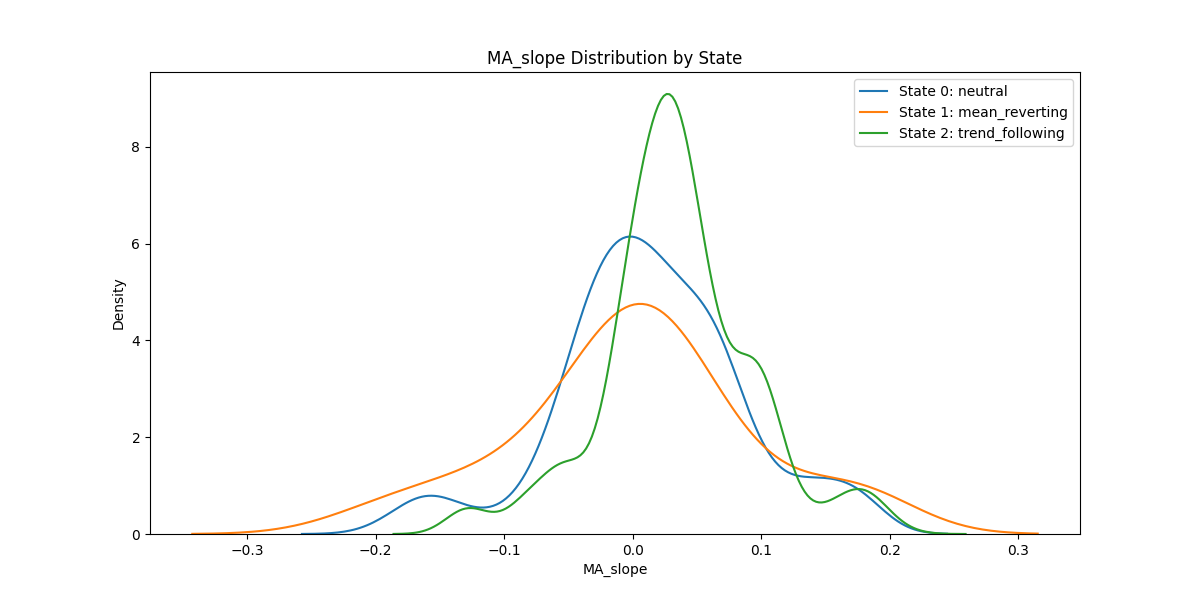 MA_slope Distribution by State
State 0: neutral
State 1: mean_reverting
State 2: trend_following
Density
8
6
4
2
0
−0.3 −0.2 −0.1 0.0 0.1 0.2 0.3
MA_slope